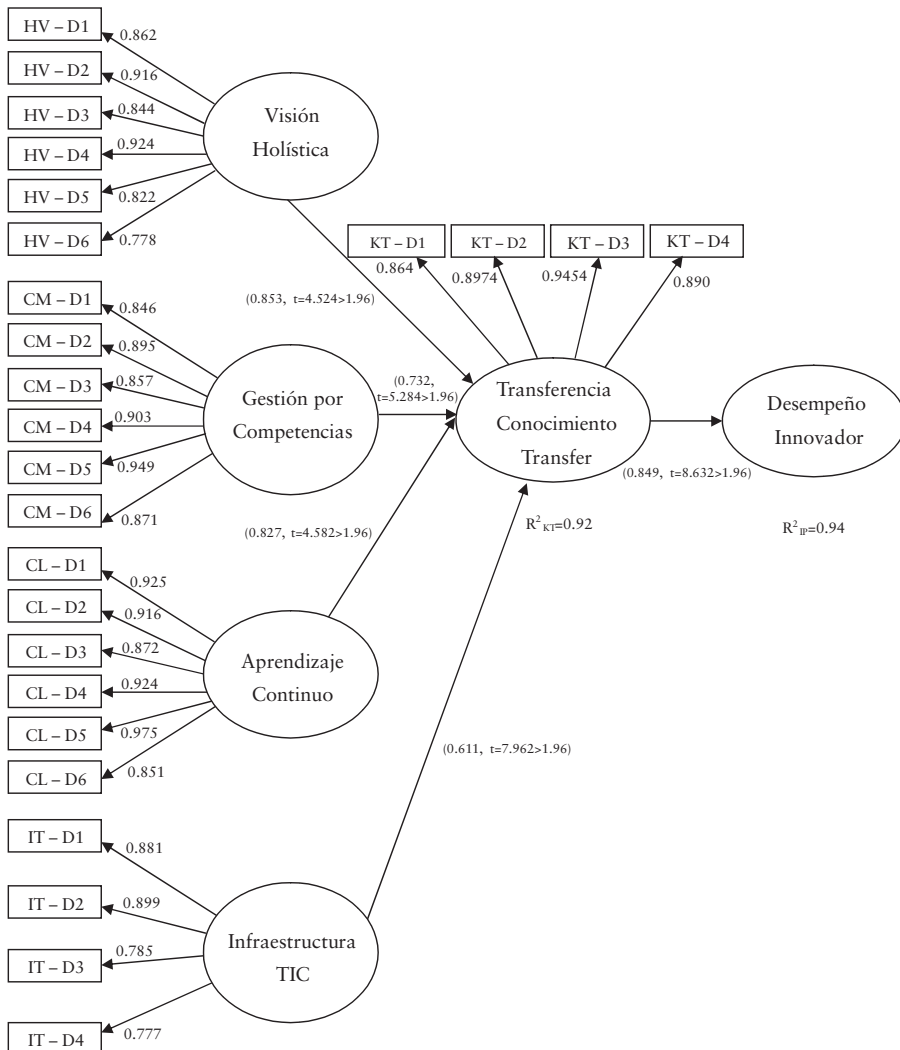 HV – D1
0.862
HV – D2
0.916
HV – D3
0.844
HV – D4
0.924
HV – D5
0.822
HV – D6
0.778
Visión
Holística
(0.853, t=4.524>1.96)
KT – D1
KT – D2
KT – D3
KT – D4
0.864
0.8974
0.9454
0.890
CM – D1
0.846
CM – D2
0.895
CM – D3
0.857
CM – D4
0.903
CM – D5
0.949
CM – D6
0.871
Gestión por
Competencias
(0.732,
t=5.284>1.96)
Transferencia
Conocimiento
Transfer
R²KT=0.92
(0.849, t=8.632>1.96)
Desempeño
Innovador
R²IP=0.94
(0.827, t=4.582>1.96)
CL – D1
0.925
CL – D2
0.916
CL – D3
0.872
CL – D4
0.924
CL – D5
0.975
CL – D6
0.851
Aprendizaje
Continuo
(0.611, t=7.962>1.96)
IT – D1
0.881
IT – D2
0.899
IT – D3
0.785
IT – D4
0.777
Infraestructura
TIC